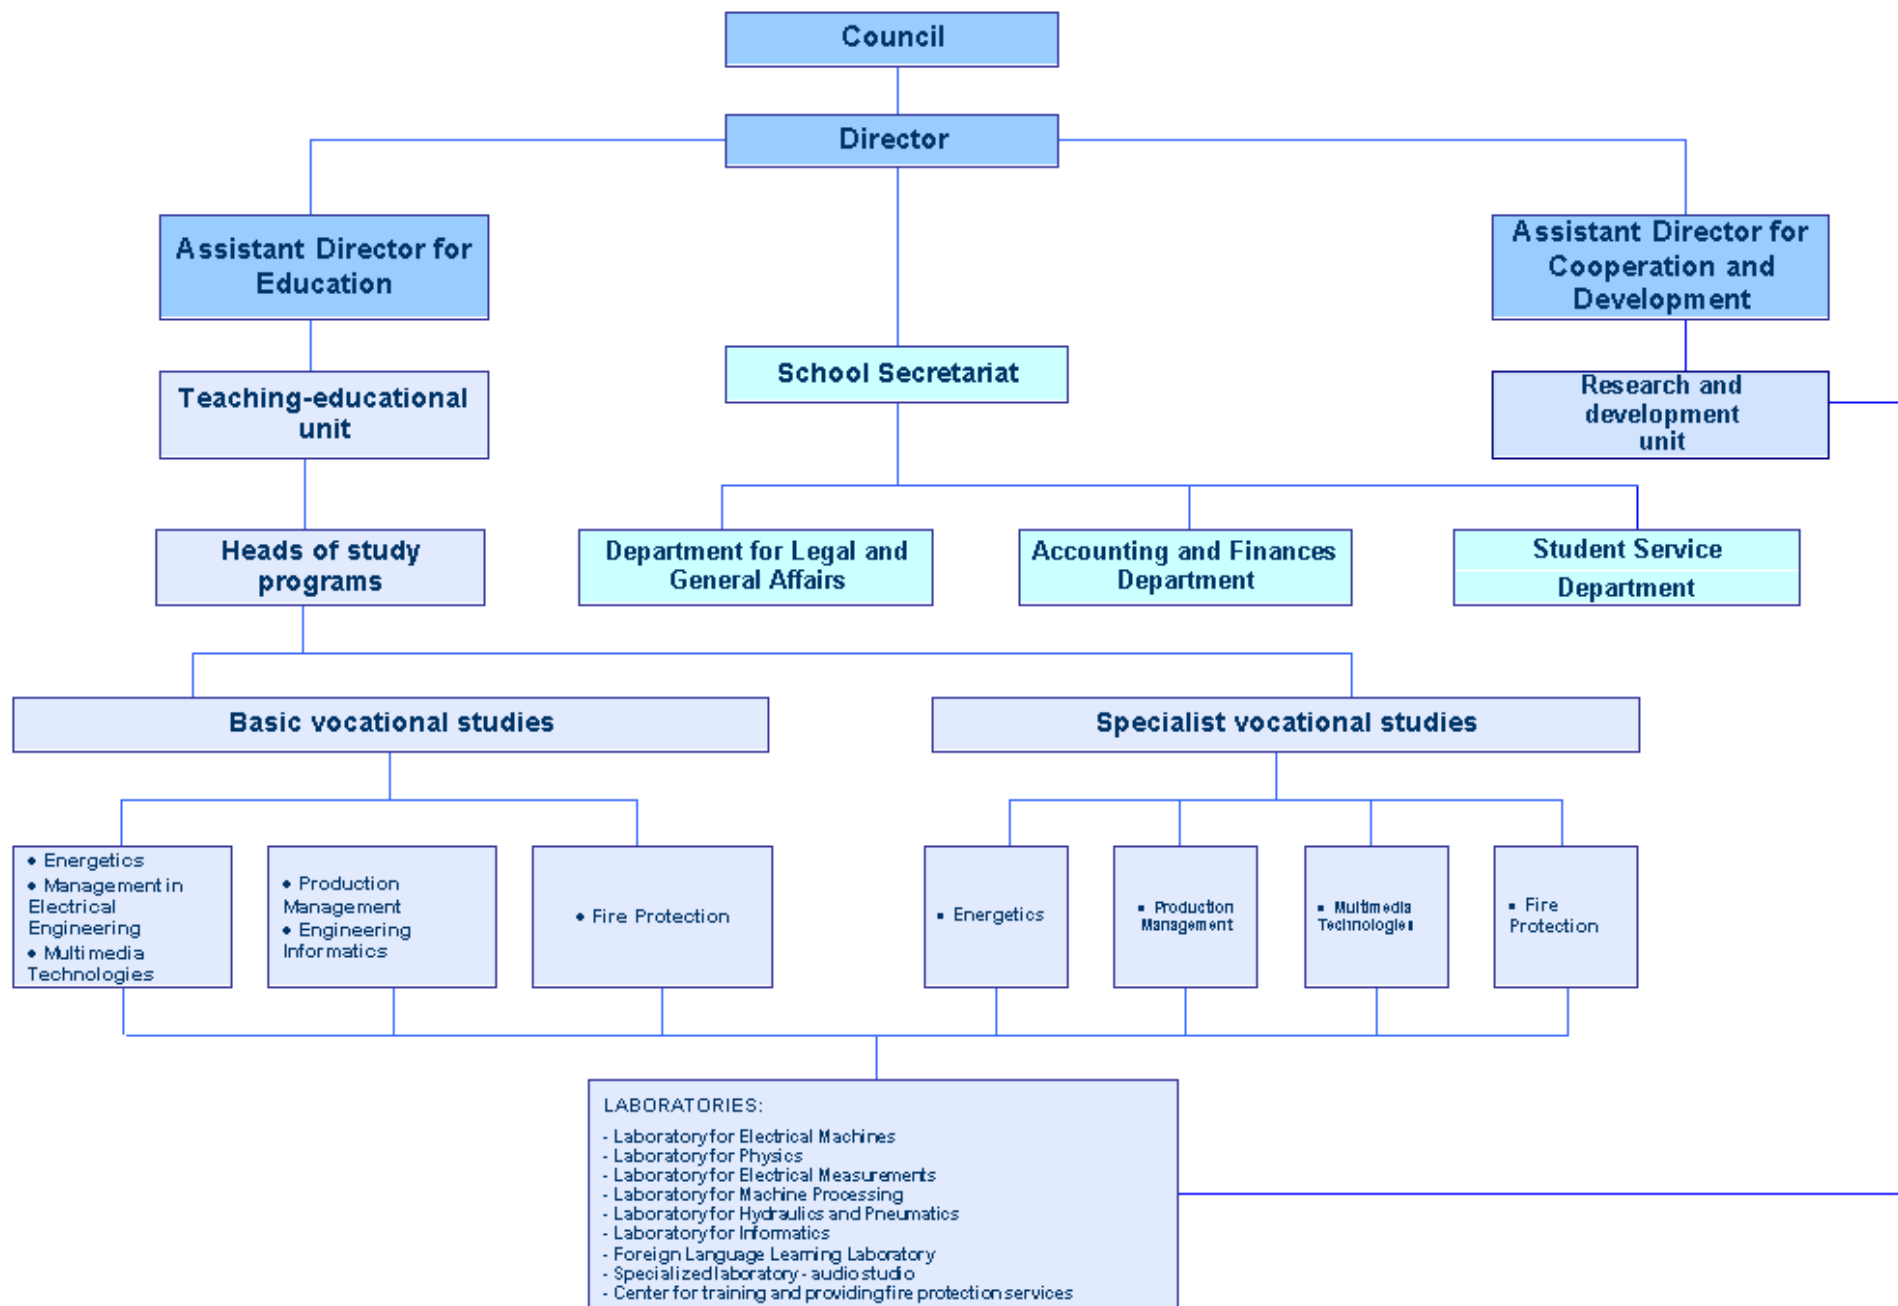 Council
Director
Assistant Director for
Education
Assistant Director for
Cooperation and
Development
School Secretariat
Teaching-educational
unit
Research and
development
unit
Heads of study
programs
Department for Legal and
General Affairs
Accounting and Finances
Department
Student Service
Department
Basic vocational studies
Specialist vocational studies
• Energetics
• Management in
Electrical
Engineering
• Multimedia
Technologies
• Production
Management
• Engineering
Informatics
• Fire Protection
▪ Energetics
▪ Production
Management
▪ Multimedia
Technologies
▪ Fire
Protection
LABORATORIES:
- Laboratory for Electrical Machines
- Laboratory for Physics
- Laboratory for Electrical Measurements
- Laboratory for Machine Processing
- Laboratory for Hydraulics and Pneumatics
- Laboratory for Informatics
- Foreign Language Learning Laboratory
- Specialized laboratory - audio studio
- Center for training and providing fire protection services